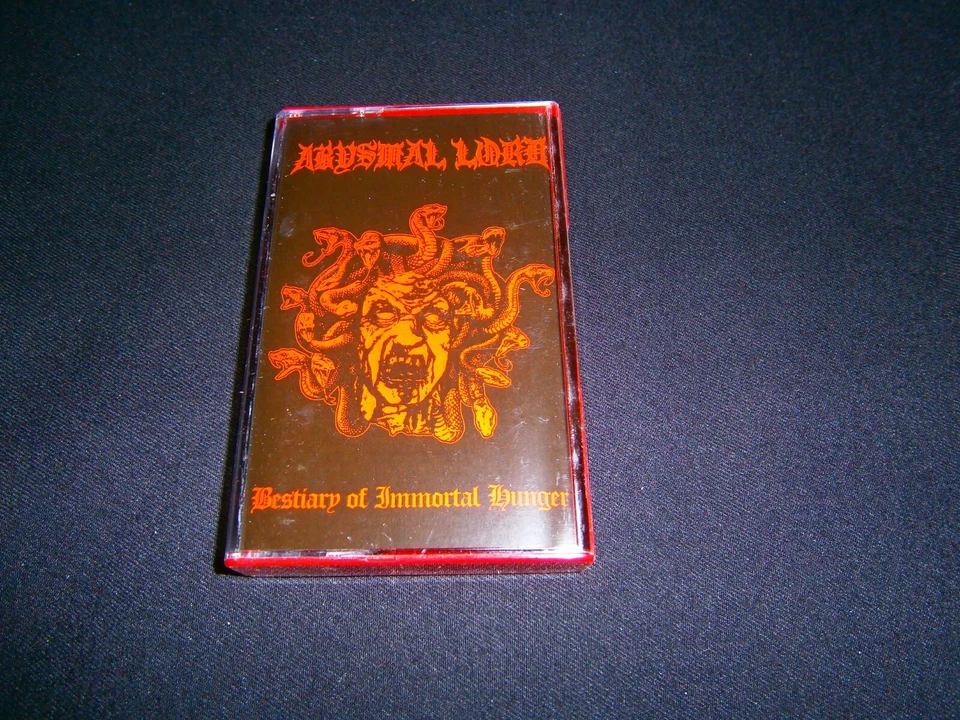 ABYSMAL LORD
Bestiary of Immortal Hunger